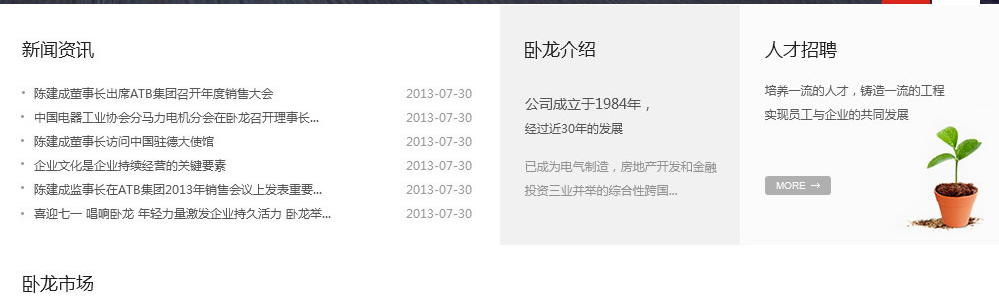 新闻资讯
陈建成董事长出席ATB集团召开年度销售大会 2013-07-30
中国电器工业协会分马力电机分会在卧龙召开理事长... 2013-07-30
陈建成董事长访问中国驻德大使馆 2013-07-30
企业文化是企业持续经营的关键要素 2013-07-30
陈建成监事长在ATB集团2013年销售会议上发表重要... 2013-07-30
喜迎七一 唱响卧龙 年轻力量激发企业持久活力 卧龙举... 2013-07-30
卧龙介绍
公司成立于1984年，
经过近30年的发展
已成为电气制造，房地产开发和金融
投资三业并举的综合性跨国...
人才招聘
培养一流的人才，铸造一流的工程
实现员工与企业的共同发展
MORE →
卧龙市场